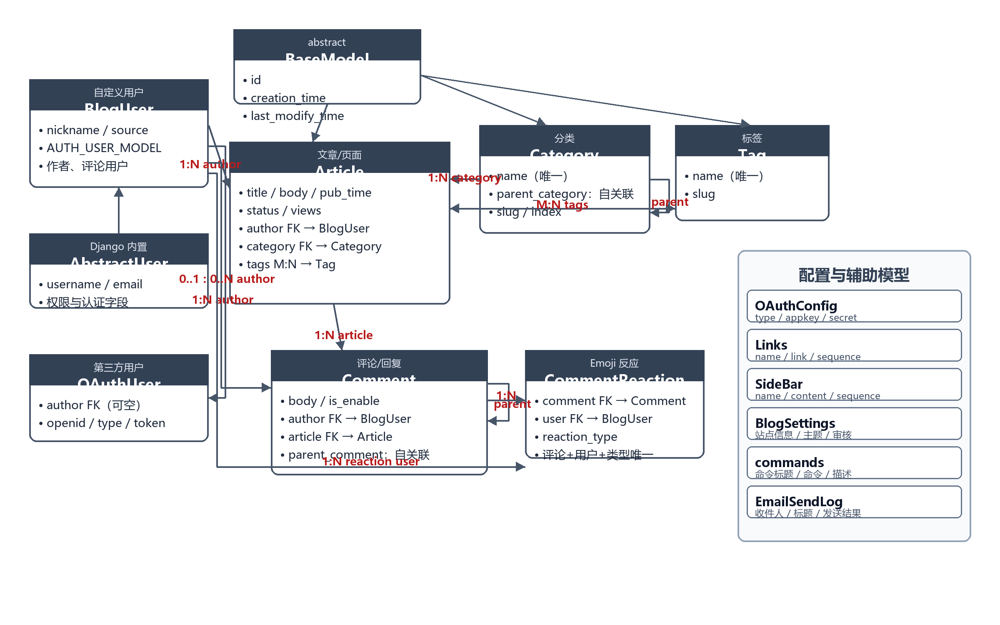 abstract
BaseModel
• id
• creation_time
• last_modify_time
自定义用户
BlogUser
• nickname / source
• AUTH_USER_MODEL
• 作者、评论用户
1:N author
文章/页面
Article
• title / body / pub_time
• status / views
• author FK → BlogUser
• category FK → Category
• tags M:N → Tag
1:N category
分类
Category
• name（唯一）
• parent_category：自关联
• slug / index
M:N tags
parent
标签
Tag
• name（唯一）
• slug
Django 内置
AbstractUser
• username / email
• 权限与认证字段
0..1 : 0..N author
1:N author
1:N article
第三方用户
OAuthUser
• author FK（可空）
• openid / type / token
评论/回复
Comment
• body / is_enable
• author FK → BlogUser
• article FK → Article
• parent_comment：自关联
1:N reaction user
1:N
parent
Emoji 反应
CommentReaction
• comment FK → Comment
• user FK → BlogUser
• reaction_type
• 评论+用户+类型唯一
配置与辅助模型
OAuthConfig
type / appkey / secret
Links
name / link / sequence
SideBar
name / content / sequence
BlogSettings
站点信息 / 主题 / 审核
commands
命令标题 / 命令 / 描述
EmailSendLog
收件人 / 标题 / 发送结果